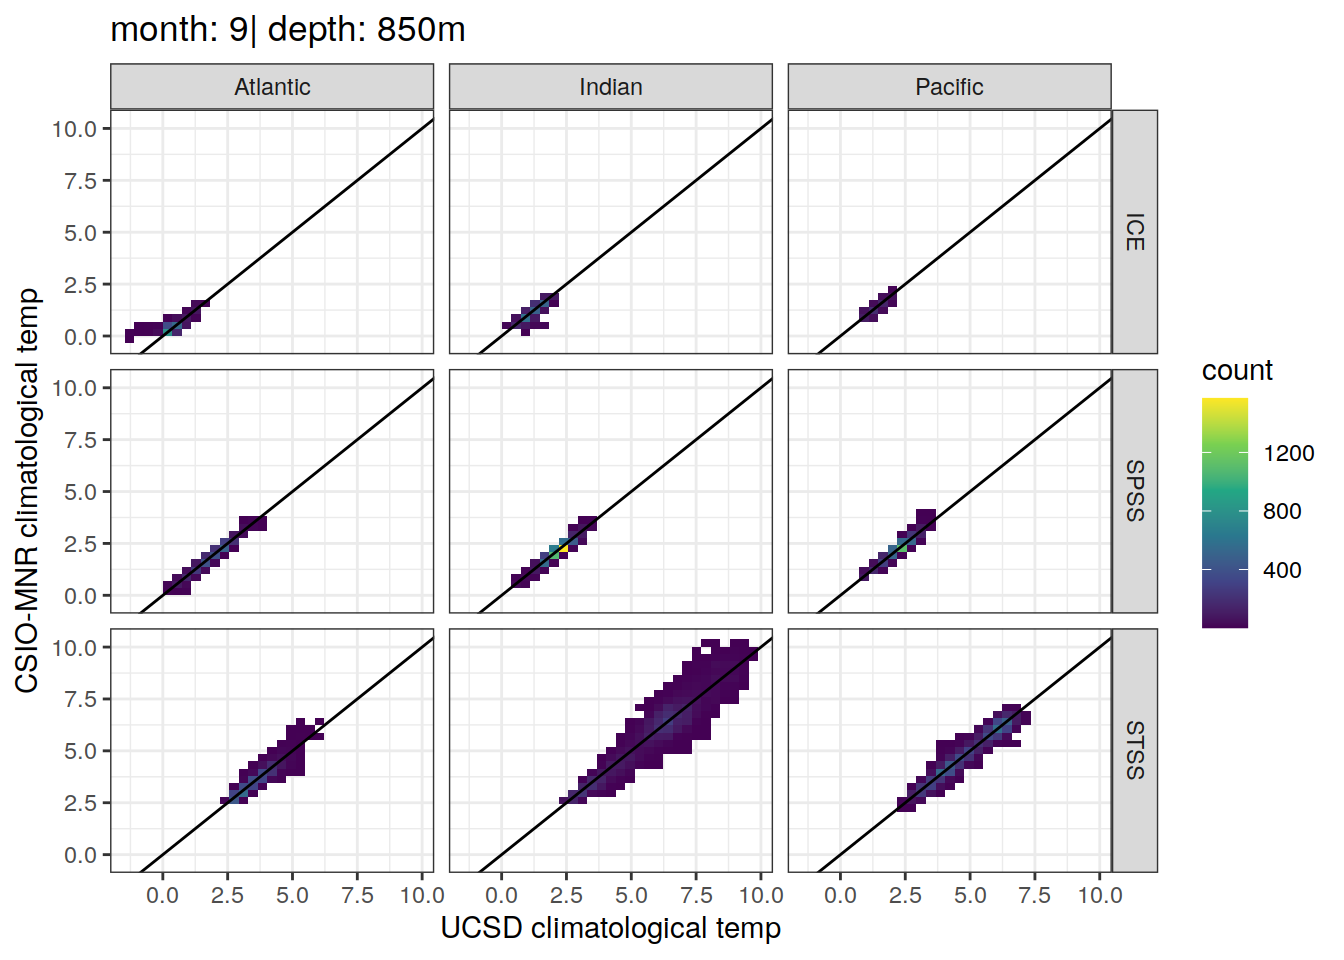 month: 9| depth: 850m
Atlantic
Indian
Pacific
10.0
7.5
5.0
2.5
0.0
ICE
10.0
7.5
5.0
2.5
0.0
SPSS
10.0
7.5
5.0
2.5
0.0
STSS
0.0 2.5 5.0 7.5 10.0
0.0 2.5 5.0 7.5 10.0
0.0 2.5 5.0 7.5 10.0
UCSD climatological temp
CSIO-MNR climatological temp
count
1200
800
400